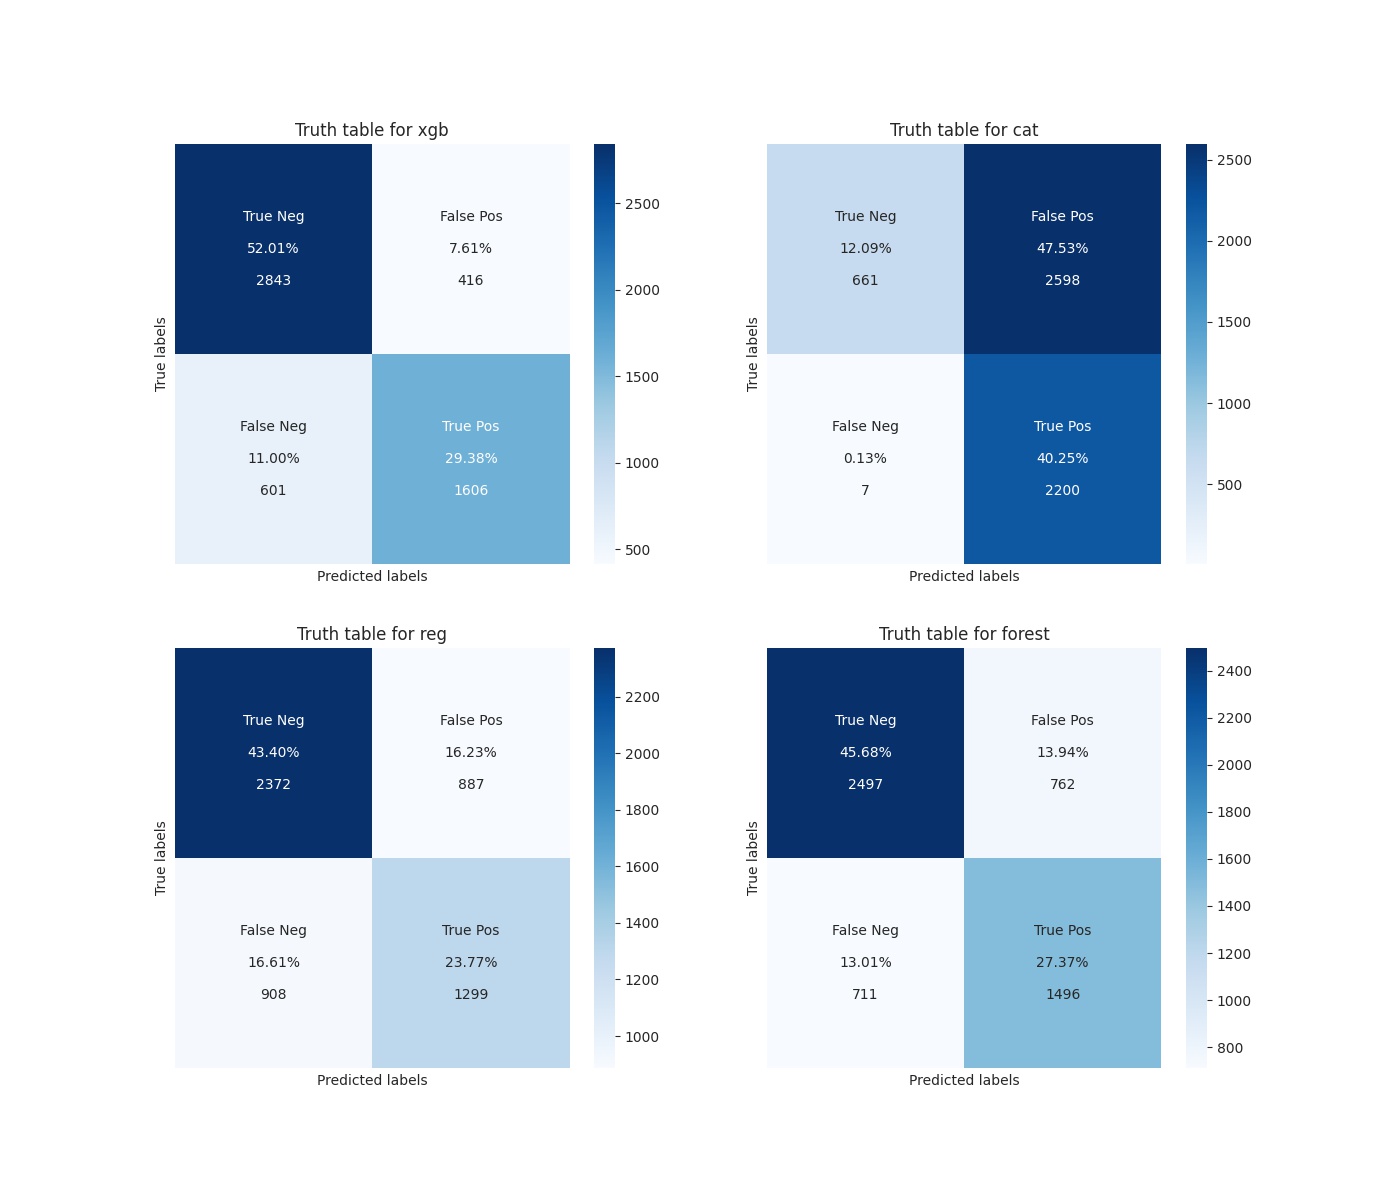 Truth table for xgb
True Neg
52.01%
2843
False Pos
7.61%
416
False Neg
11.00%
601
True Pos
29.38%
1606
True labels
Predicted labels
2500
2000
1500
1000
500
Truth table for cat
True Neg
12.09%
661
False Pos
47.53%
2598
False Neg
0.13%
7
True Pos
40.25%
2200
True labels
Predicted labels
2500
2000
1500
1000
500
Truth table for reg
True Neg
43.40%
2372
False Pos
16.23%
887
False Neg
16.61%
908
True Pos
23.77%
1299
True labels
Predicted labels
2200
2000
1800
1600
1400
1200
1000
Truth table for forest
True Neg
45.68%
2497
False Pos
13.94%
762
False Neg
13.01%
711
True Pos
27.37%
1496
True labels
Predicted labels
2400
2200
2000
1800
1600
1400
1200
1000
800